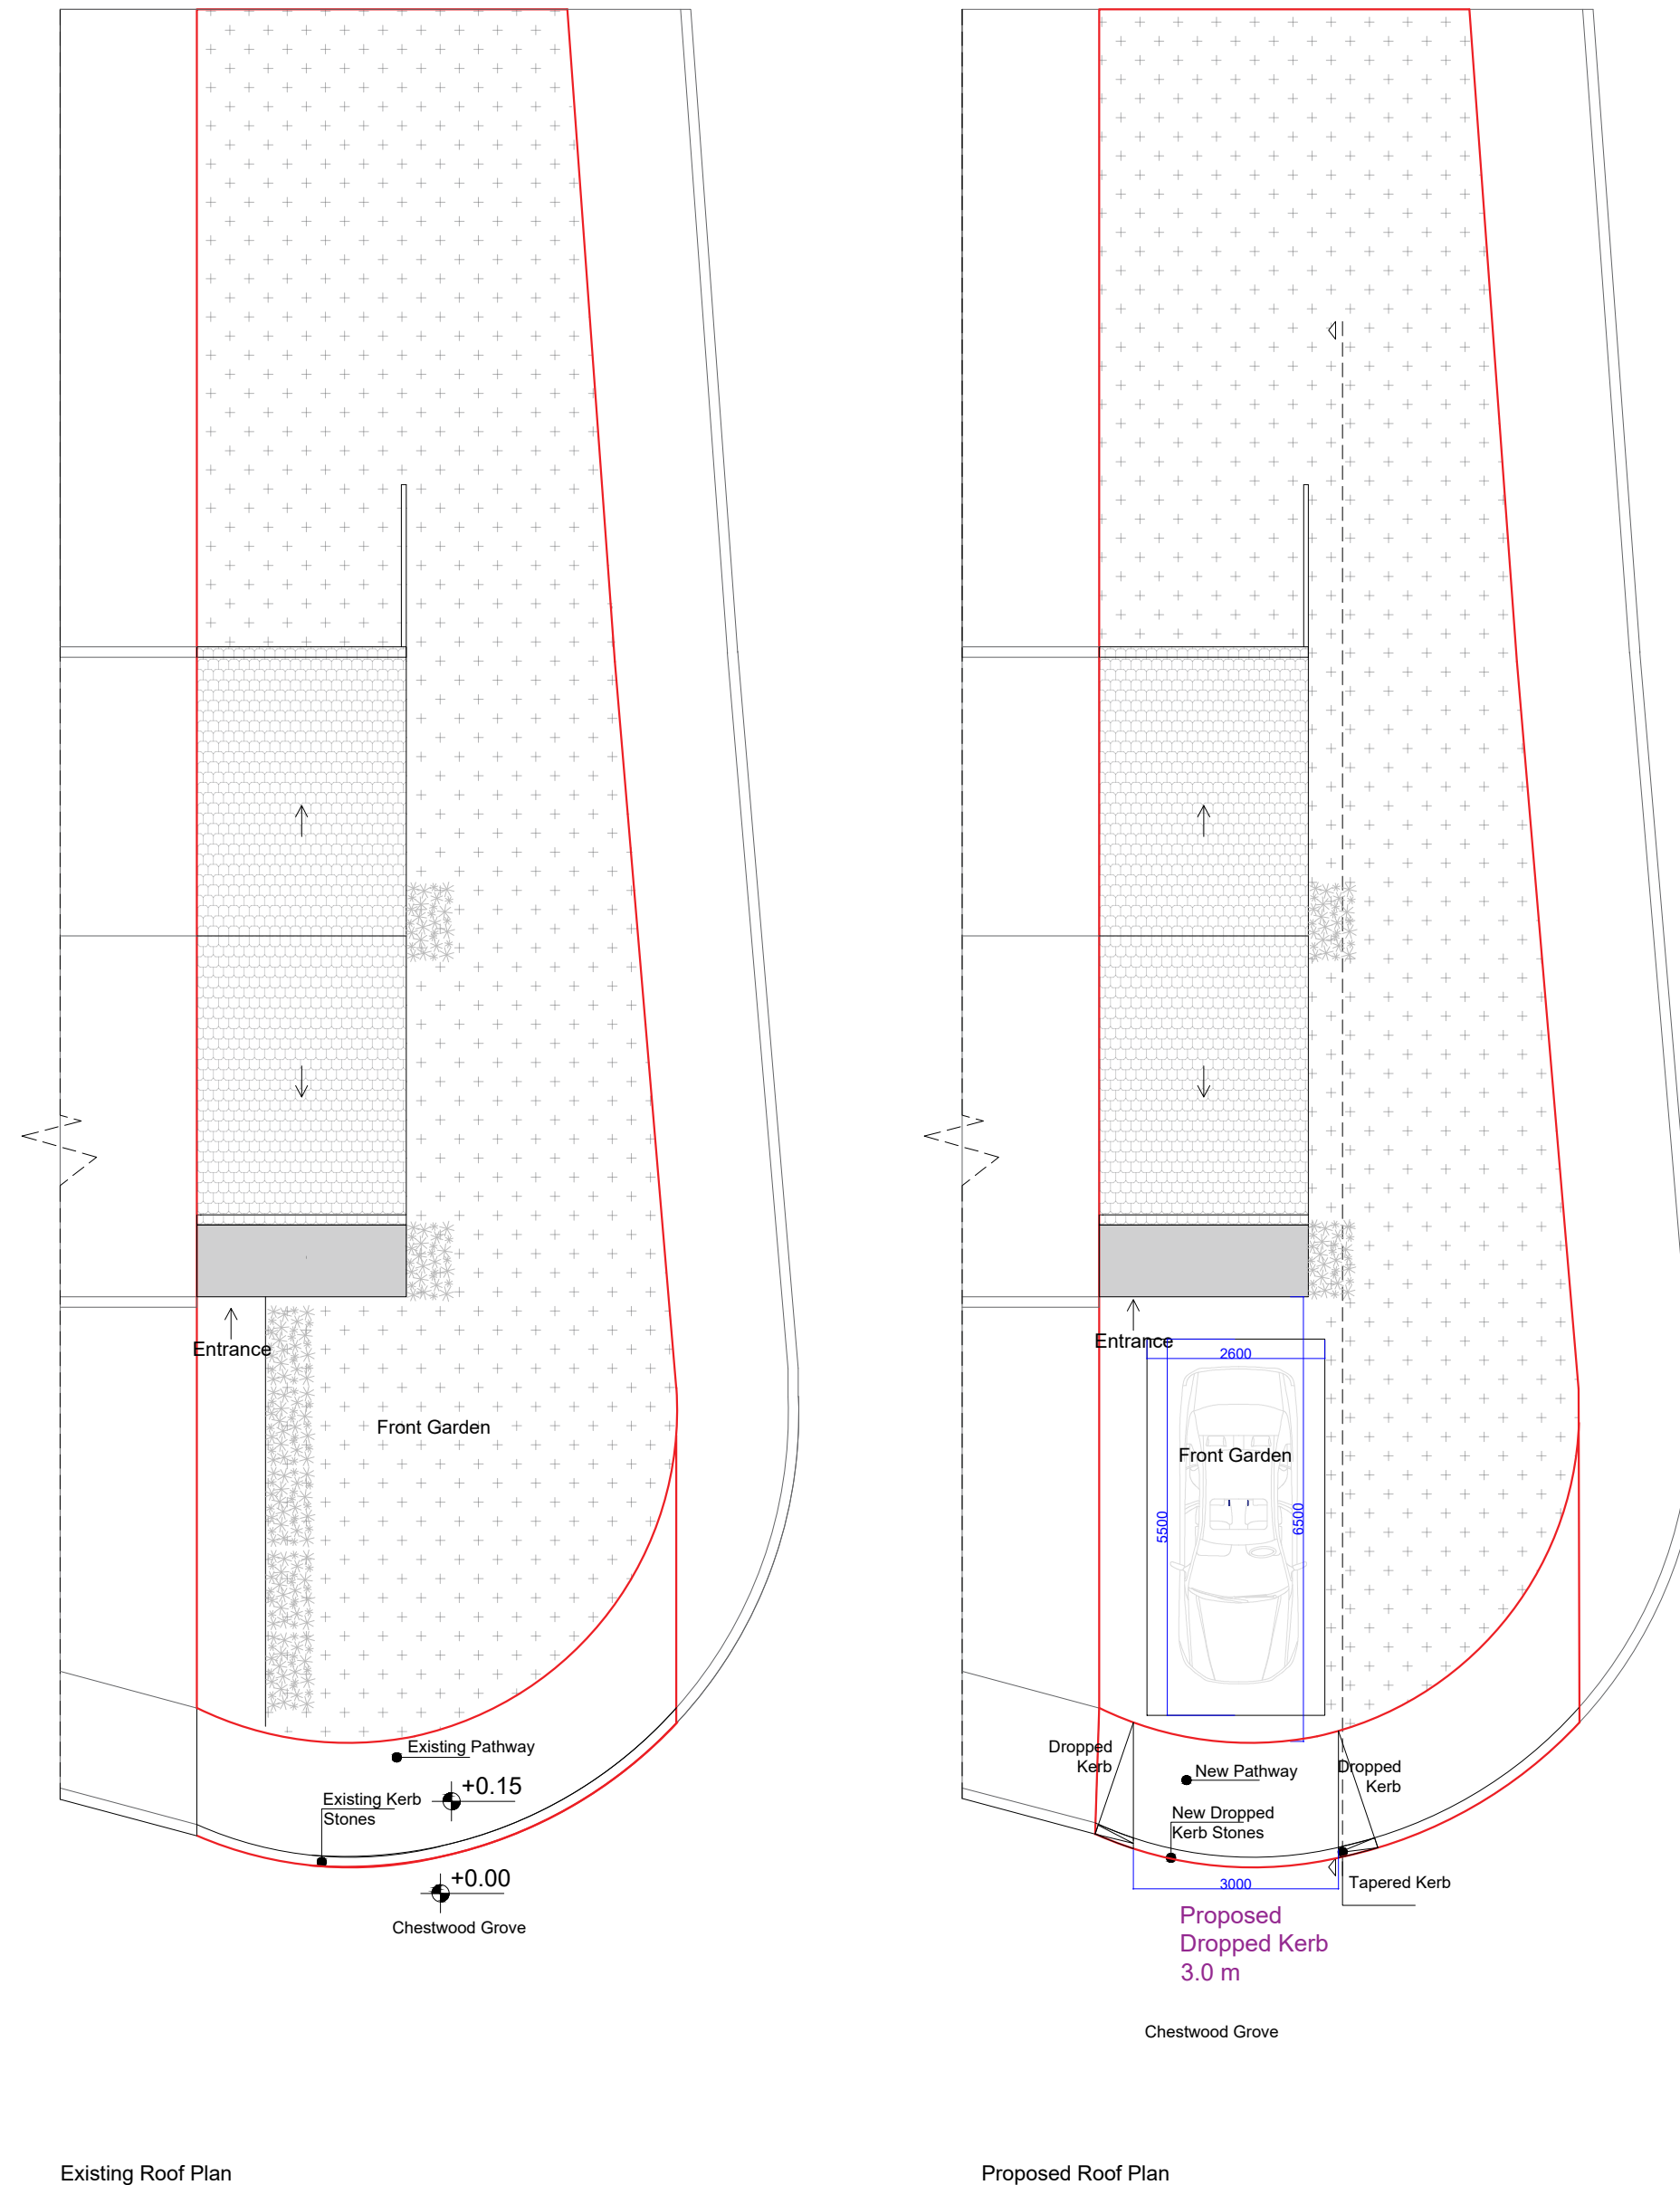 Entrance
Front Garden
Existing Pathway
+0.15
Existing Kerb
Stones
+0.00
Chestwood Grove
Existing Roof Plan
Entrance
2600
Front Garden
5500
6500
Dropped
Kerb
New Pathway
Dropped
Kerb
New Dropped
Kerb Stones
3000
Tapered Kerb
Proposed
Dropped Kerb
3.0 m
Chestwood Grove
Proposed Roof Plan